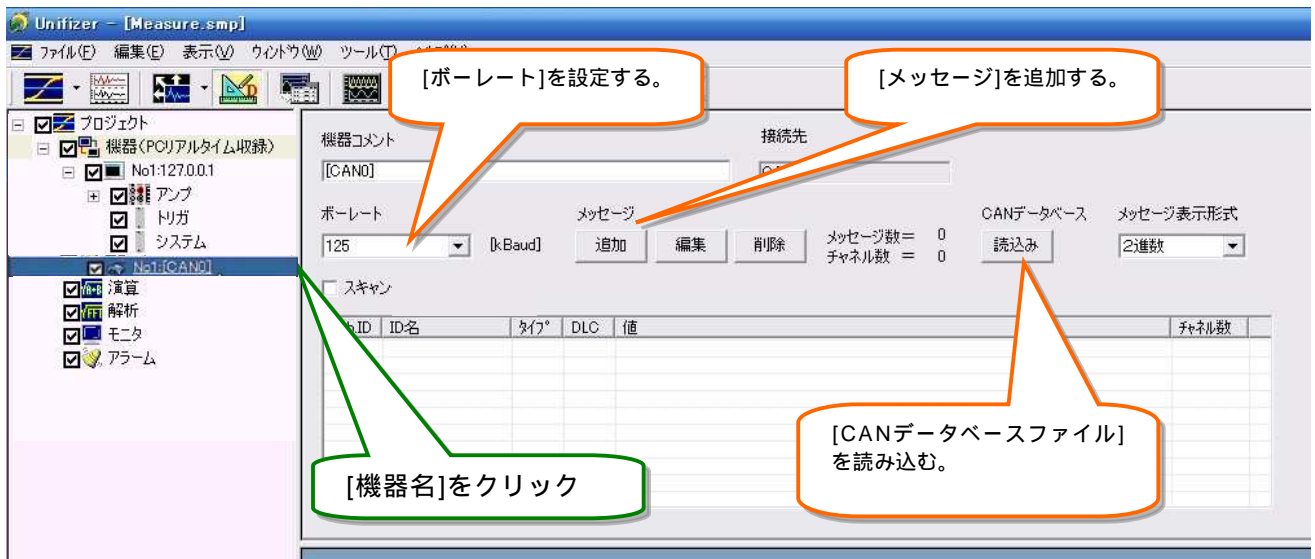 Unifizer - [Measure.smp]
ファイル(F) 編集(E) 表示(V) ウィンドウ(W) ツール(T)
[ボーレート]を設定する。
[メッセージ]を追加する。
プロジェクト
機器(PCリアルタイム収録)
No1:127.0.0.1
アンプ
トリガ
システム
No1:[CAN0]
演算
解析
モニタ
アラーム
機器コメント
接続先
[CAN0]
ボーレート
メッセージ
CANデータベース
メッセージ表示形式
125
[kBaud]
追加
編集
削除
メッセージ数= 0
チャネル数 = 0
読込み
2進数
スキャン
ID ID名 タイプ DLC 値 チャネル数
[機器名]をクリック
[CANデータベースファイル]
を読み込む。